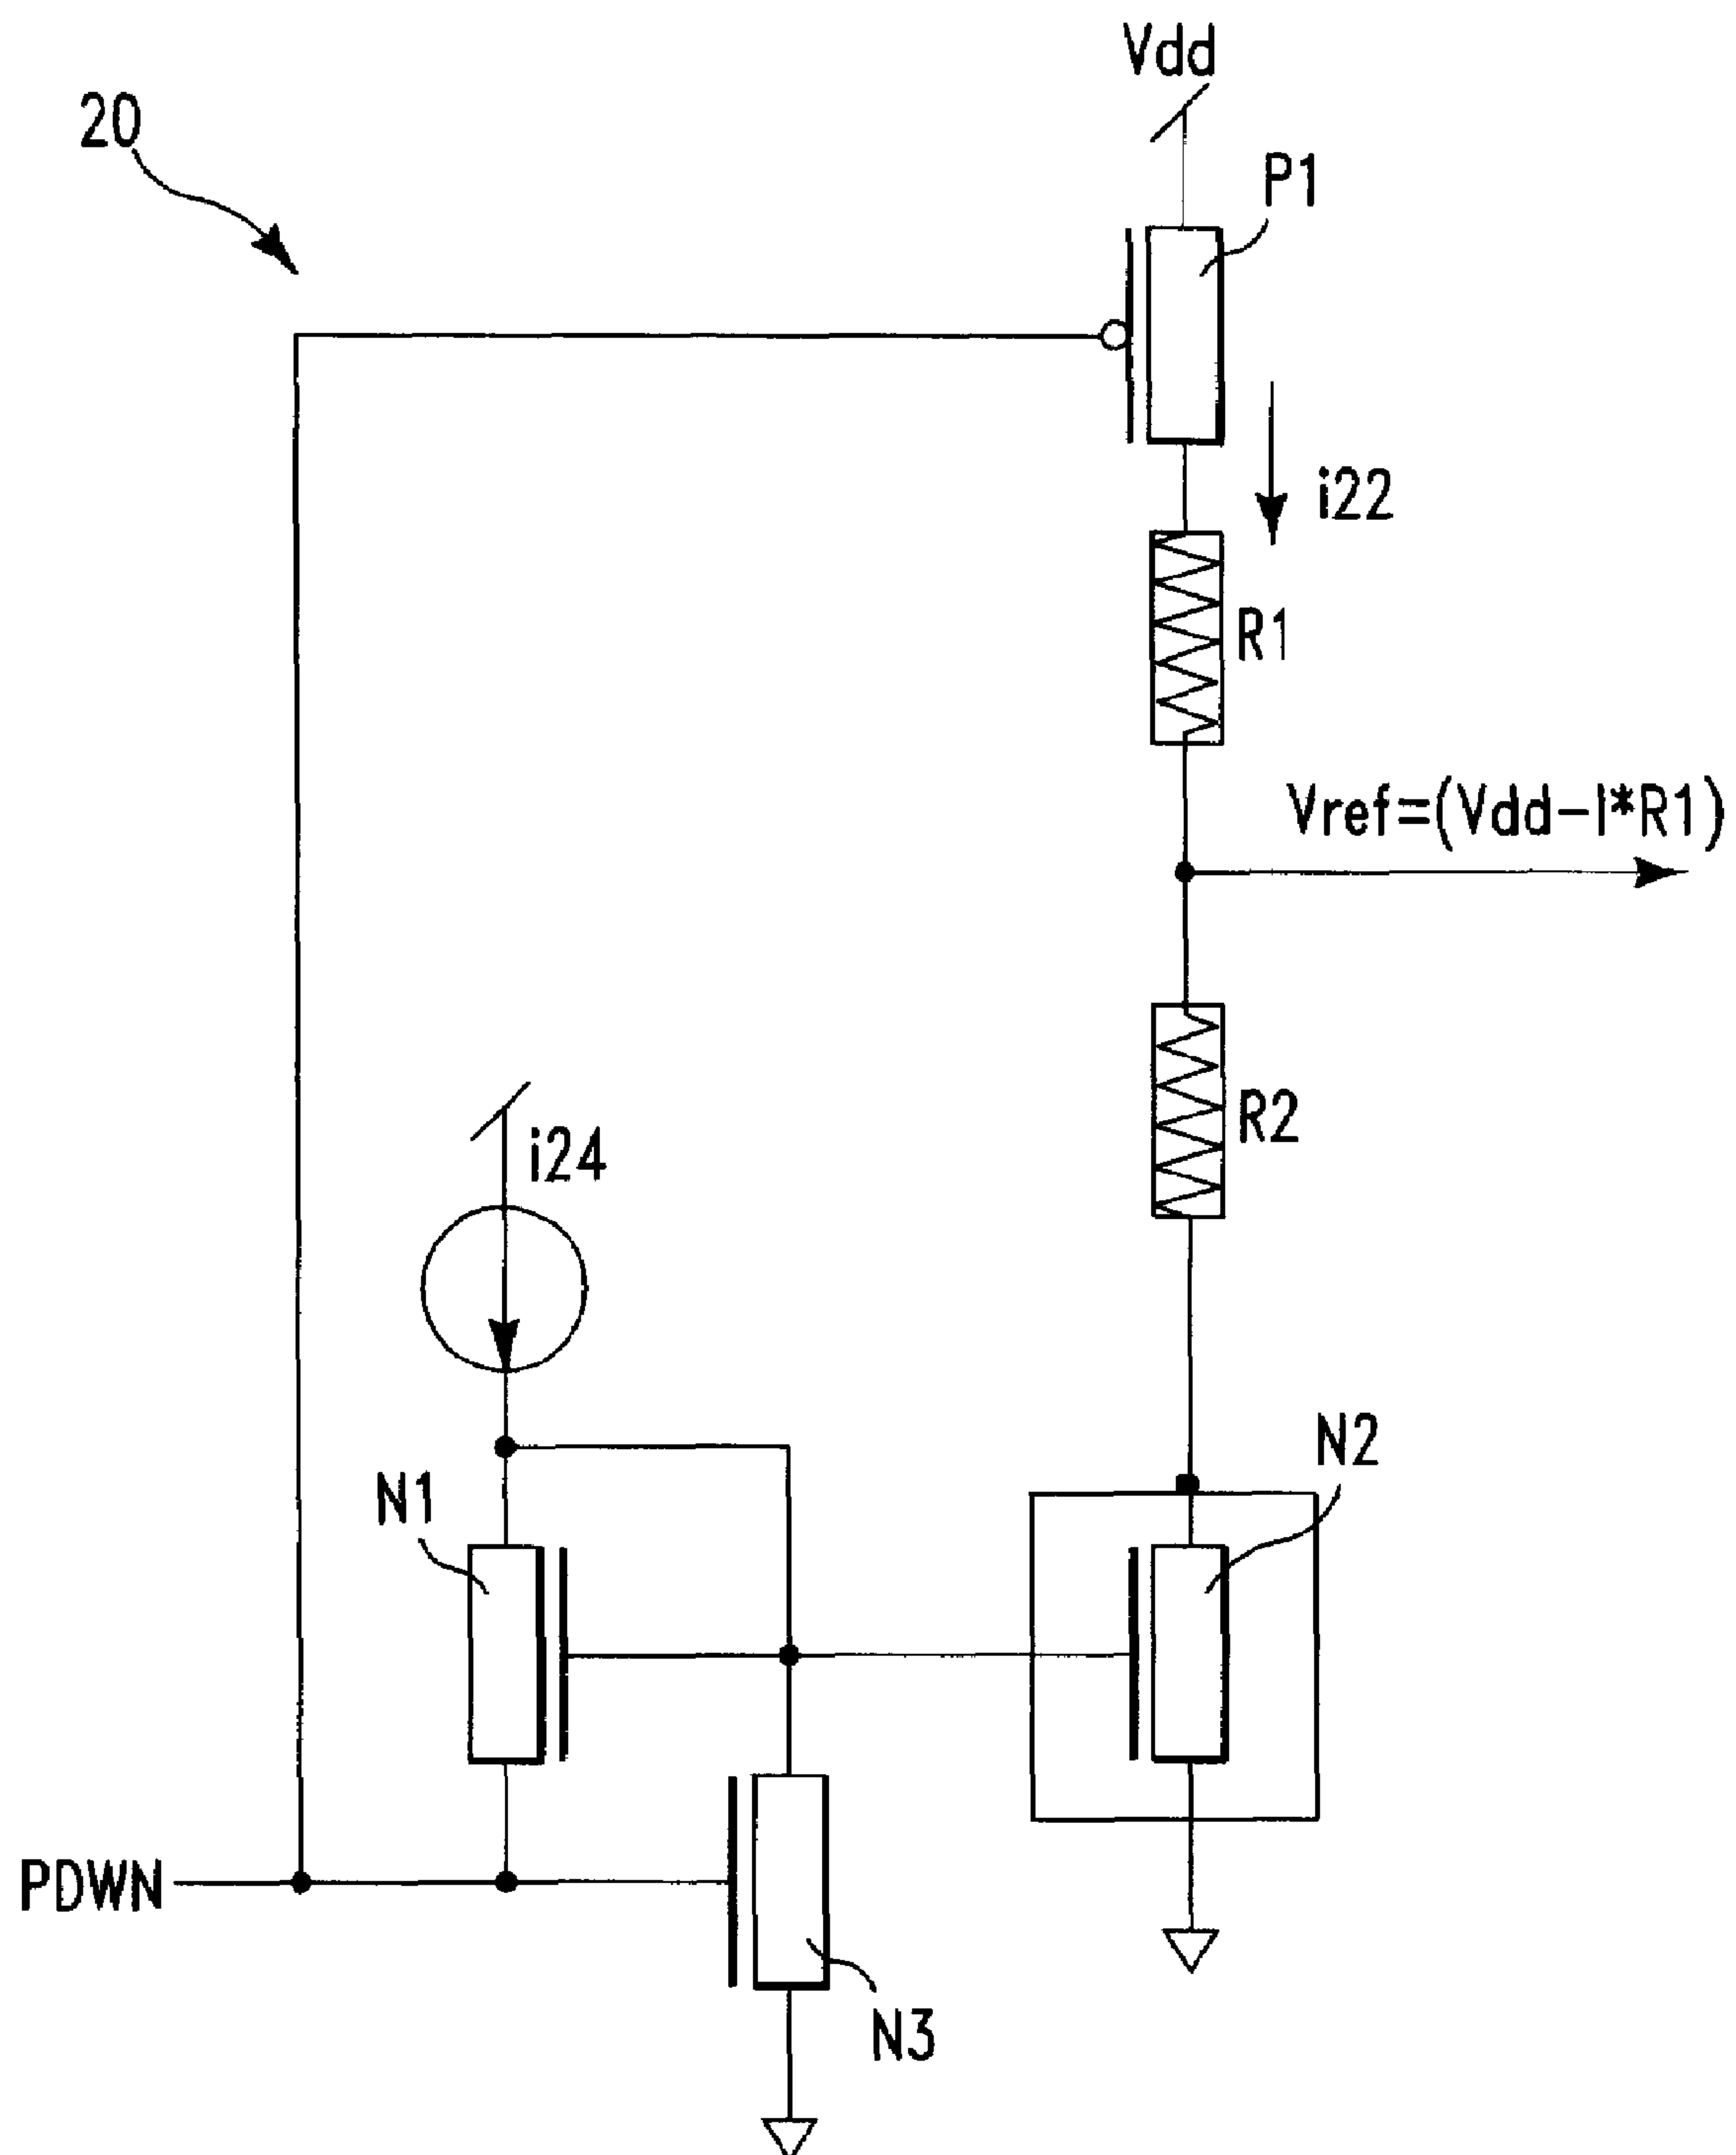 Vdd
20
P1
i22
R1
Vref=(Vdd-I*R1)
R2
i24
N1
N2
PDWN
N3